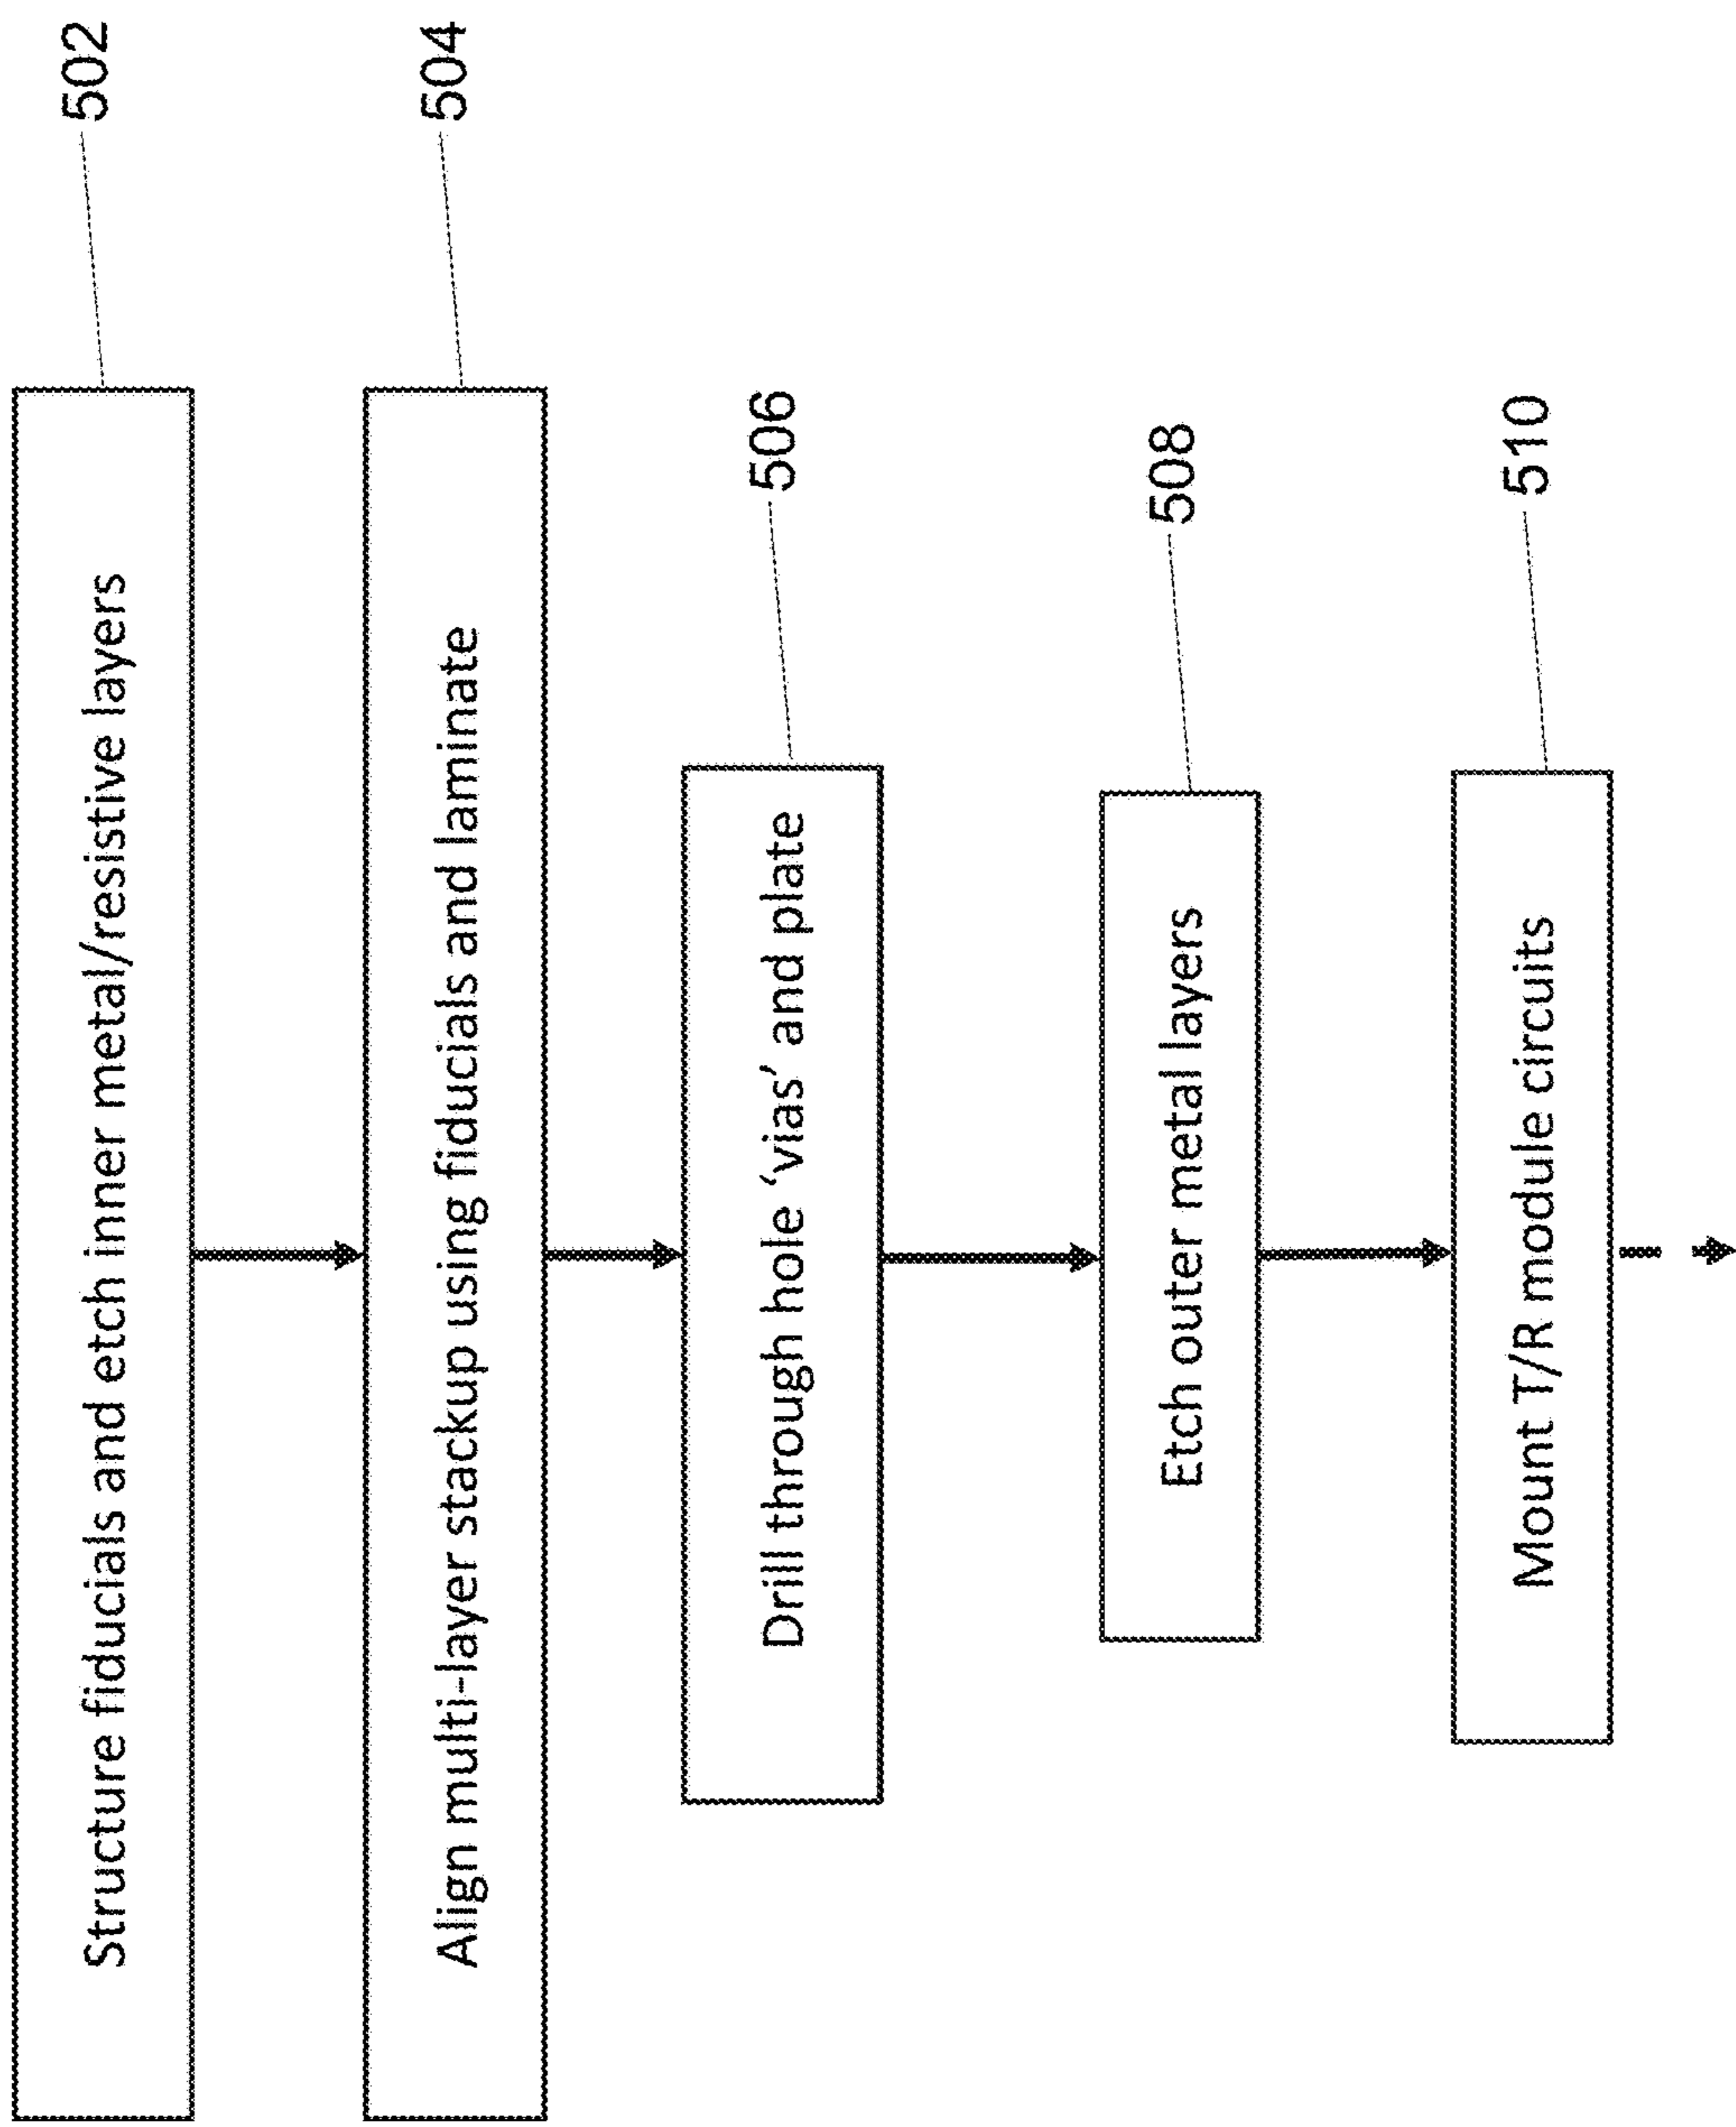 Structure fiducials and etch inner metal/resistive layers
502
Align multi-layer stackup using fiducials and laminate
504
Drill through hole ‘vias’ and plate
506
Etch outer metal layers
508
Mount T/R module circuits
510